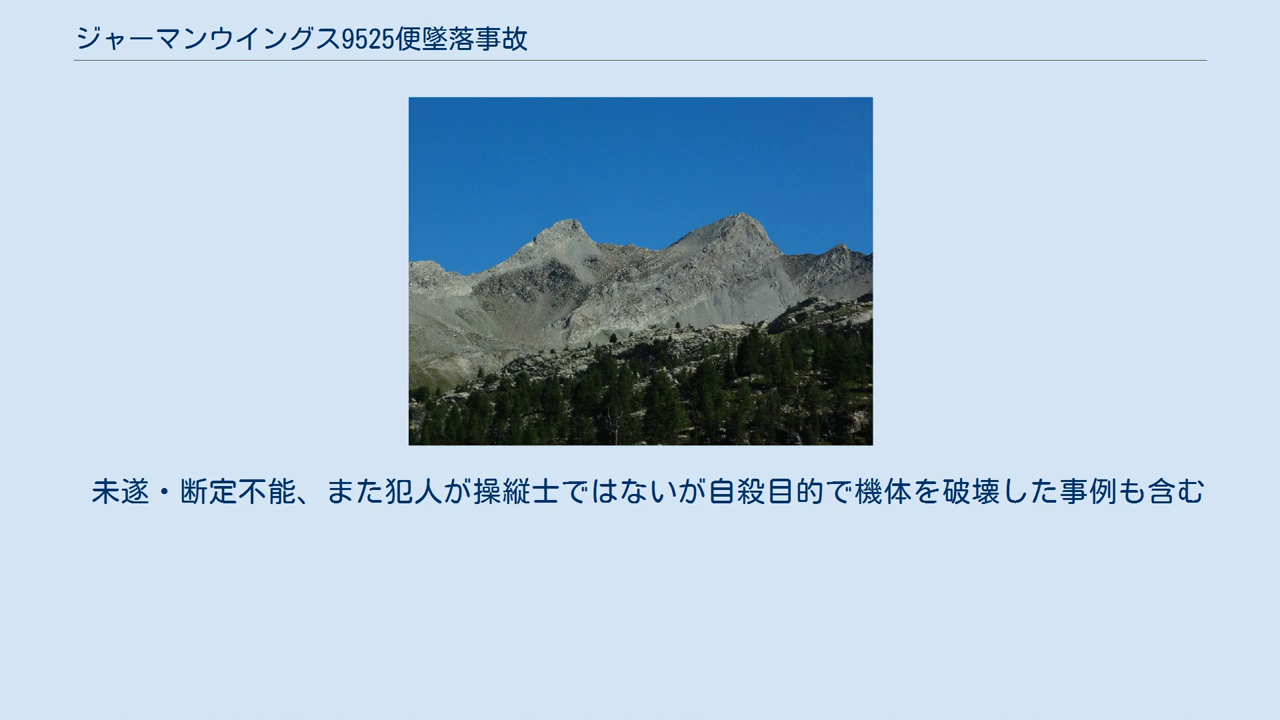 ジャーマンウイングス9525便墜落事故
未遂・断定不能、また犯人が操縦士ではないが自殺目的で機体を破壊した事例も含む